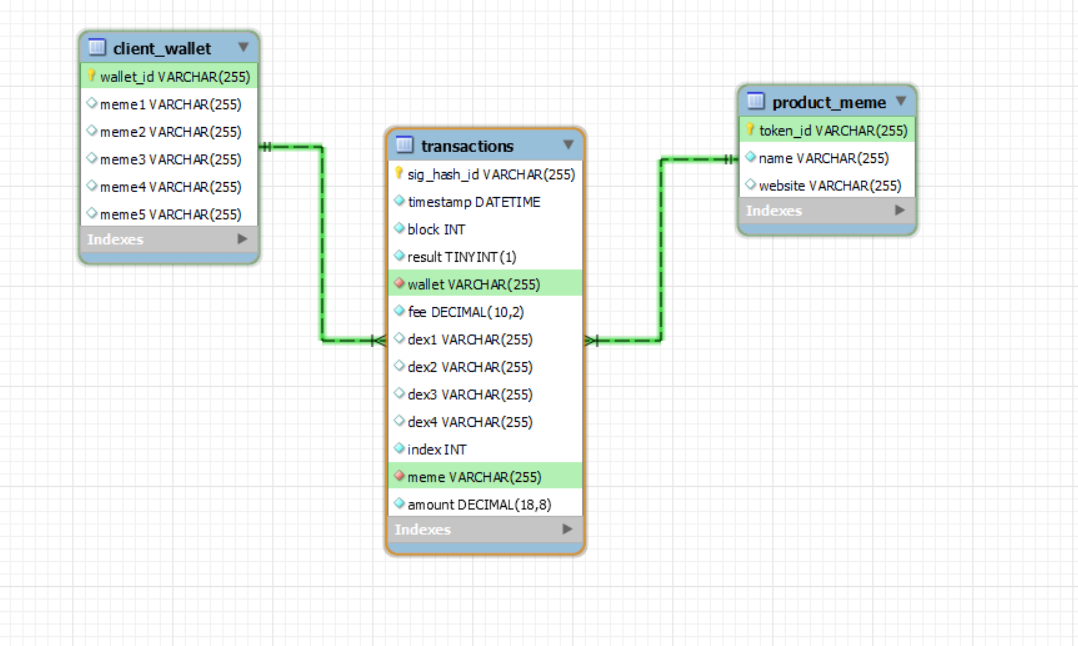 client_wallet
wallet_id VARCHAR(255)
meme1 VARCHAR(255)
meme2 VARCHAR(255)
meme3 VARCHAR(255)
meme4 VARCHAR(255)
meme5 VARCHAR(255)
Indexes
transactions
sig_hash_id VARCHAR(255)
timestamp DATETIME
block INT
result TINYINT(1)
wallet VARCHAR(255)
fee DECIMAL(10,2)
dex1 VARCHAR(255)
dex2 VARCHAR(255)
dex3 VARCHAR(255)
dex4 VARCHAR(255)
index INT
meme VARCHAR(255)
amount DECIMAL(18,8)
Indexes
product_meme
token_id VARCHAR(255)
name VARCHAR(255)
website VARCHAR(255)
Indexes